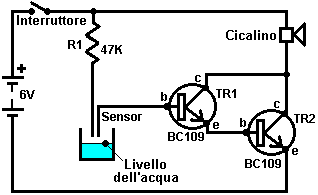 Interruttore
R1
47K
Cicalino
+
6V
c
TR1
Sensor
b
e
c
BC109
b
TR2
BC109
e
Livello
dell'acqua